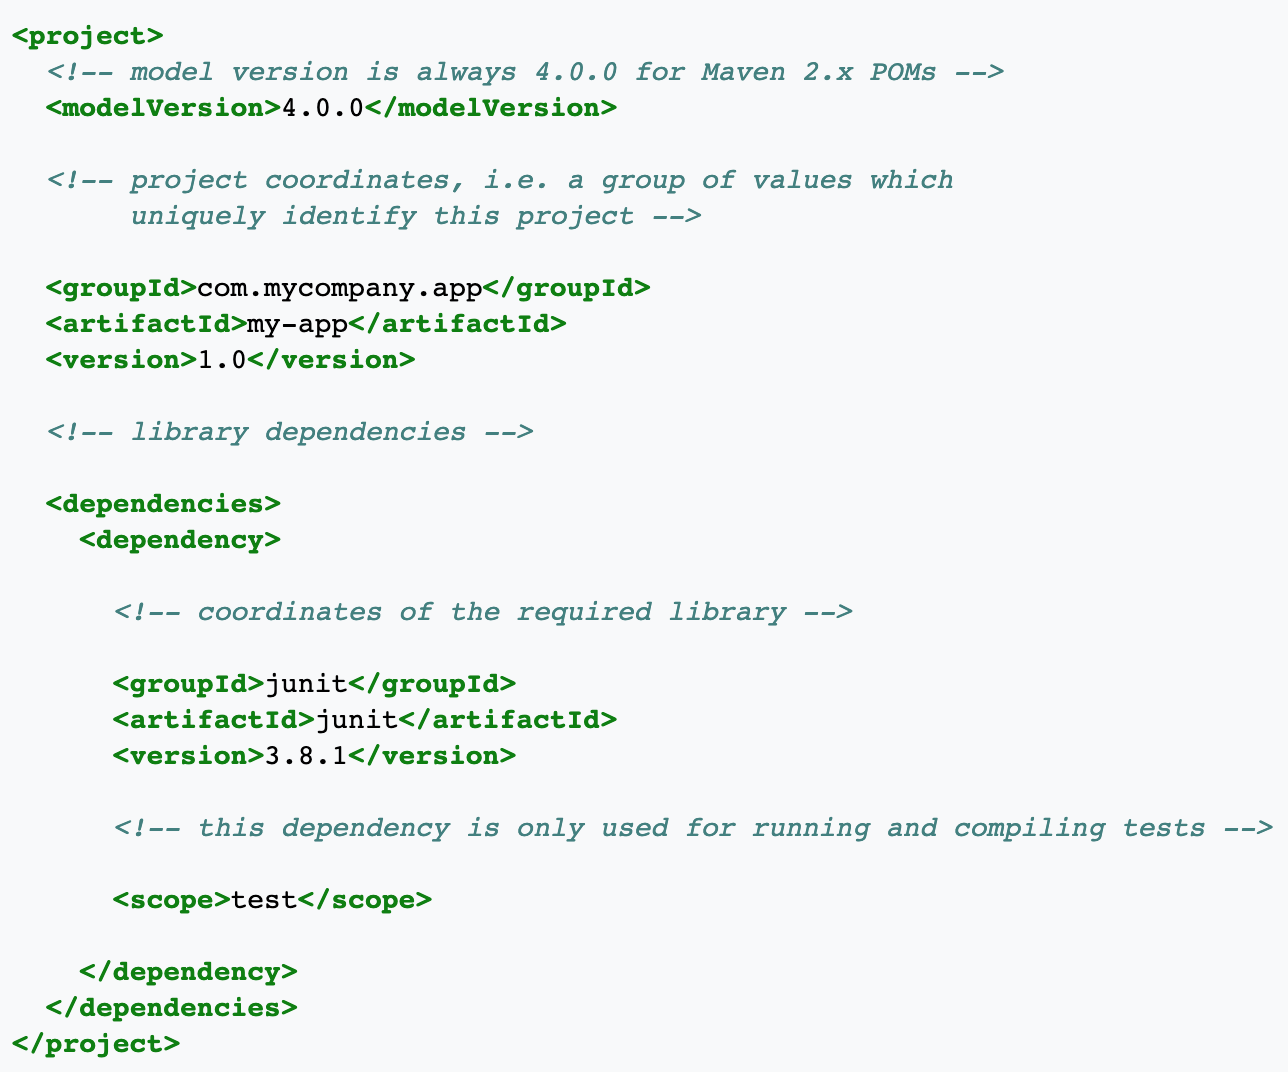 <project>
  <!-- model version is always 4.0.0 for Maven 2.x POMs -->
  <modelVersion>4.0.0</modelVersion>

  <!-- project coordinates, i.e. a group of values which
       uniquely identify this project -->

  <groupId>com.mycompany.app</groupId>
  <artifactId>my-app</artifactId>
  <version>1.0</version>

  <!-- library dependencies -->

  <dependencies>
    <dependency>

      <!-- coordinates of the required library -->

      <groupId>junit</groupId>
      <artifactId>junit</artifactId>
      <version>3.8.1</version>

      <!-- this dependency is only used for running and compiling tests -->

      <scope>test</scope>

    </dependency>
  </dependencies>
</project>